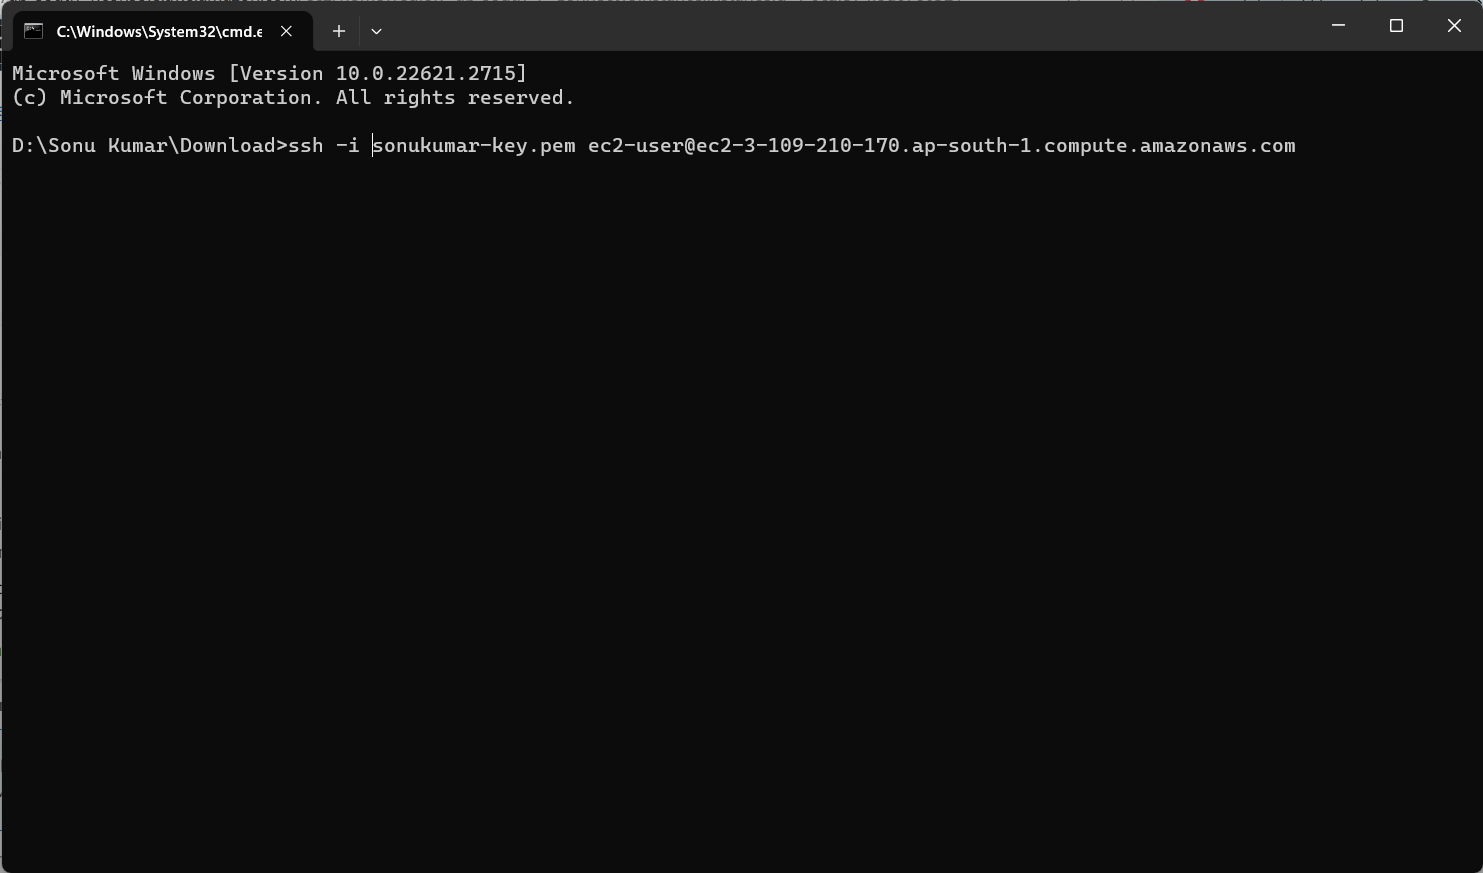 C:\Windows\System32\cmd.e
Microsoft Windows [Version 10.0.22621.2715]
(c) Microsoft Corporation. All rights reserved.
D:\Sonu Kumar\Download>ssh -i sonukumar-key.pem ec2-user@ec2-3-109-210-170.ap-south-1.compute.amazonaws.com